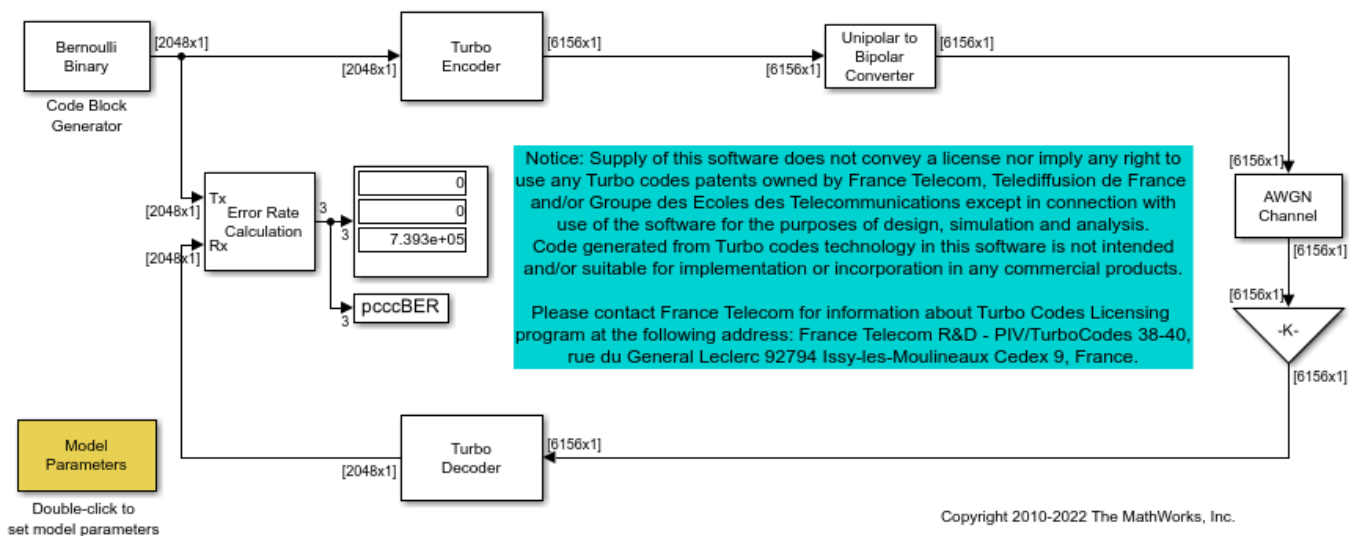 Bernoulli
Binary
[2048x1]
Code Block
Generator
[2048x1]
Turbo
Encoder
[6156x1]
[6156x1]
Unipolar to
Bipolar
Converter
[6156x1]
[6156x1]
AWGN
Channel
[6156x1]
[6156x1]
-K-
[6156x1]
Tx
[2048x1]
Error Rate
Calculation
Rx
[2048x1]
3
3
0
0
7.393e+05
3
pcccBER
Notice: Supply of this software does not convey a license nor imply any right to
use any Turbo codes patents owned by France Telecom, Telediffusion de France
and/or Groupe des Ecoles des Telecommunications except in connection with
use of the software for the purposes of design, simulation and analysis.
Code generated from Turbo codes technology in this software is not intended
and/or suitable for implementation or incorporation in any commercial products.
Please contact France Telecom for information about Turbo Codes Licensing
program at the following address: France Telecom R&D - PIV/TurboCodes 38-40,
rue du General Leclerc 92794 Issy-les-Moulineaux Cedex 9, France.
Model
Parameters
Double-click to
set model parameters
[2048x1]
Turbo
Decoder
[6156x1]
Copyright 2010-2022 The MathWorks, Inc.